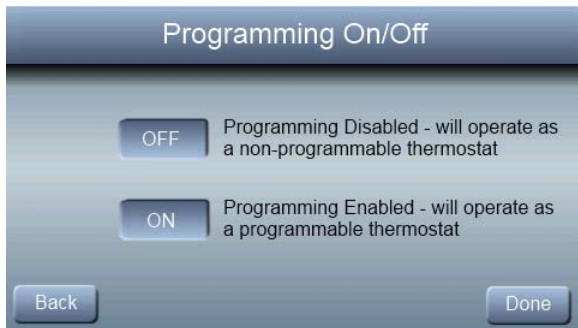 Programming On/Off
OFF
Programming Disabled - will operate as
a non-programmable thermostat
ON
Programming Enabled - will operate as
a programmable thermostat
Back
Done